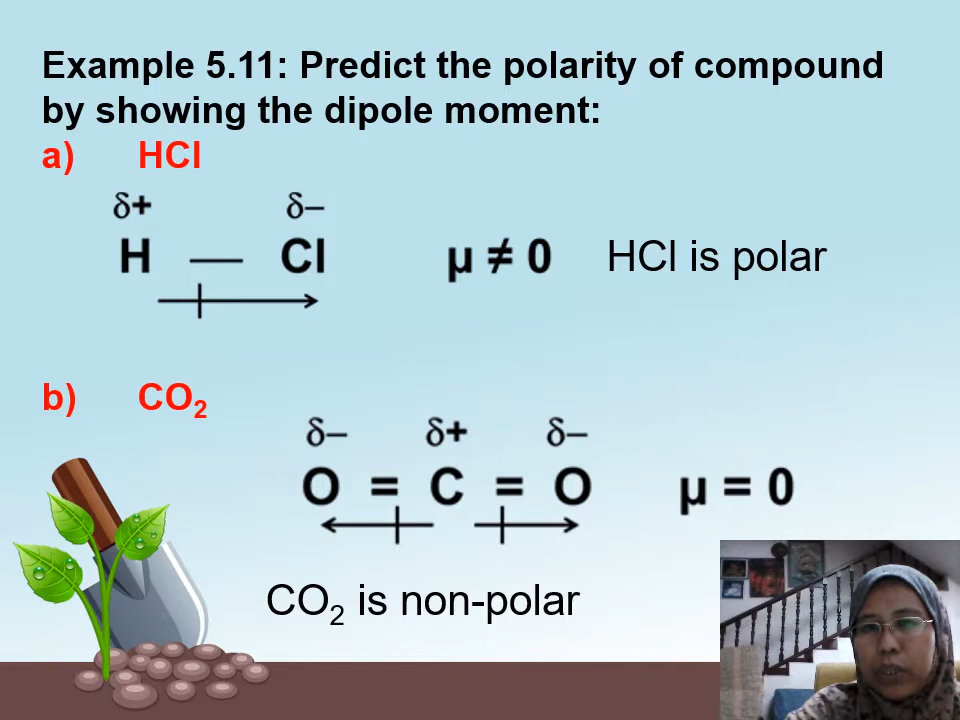 Example 5.11: Predict the polarity of compound
by showing the dipole moment:
a) HCl
δ+ δ–
H — Cl μ ≠ 0 HCl is polar
b) CO₂
δ– δ+ δ–
O = C = O μ = 0
CO₂ is non-polar